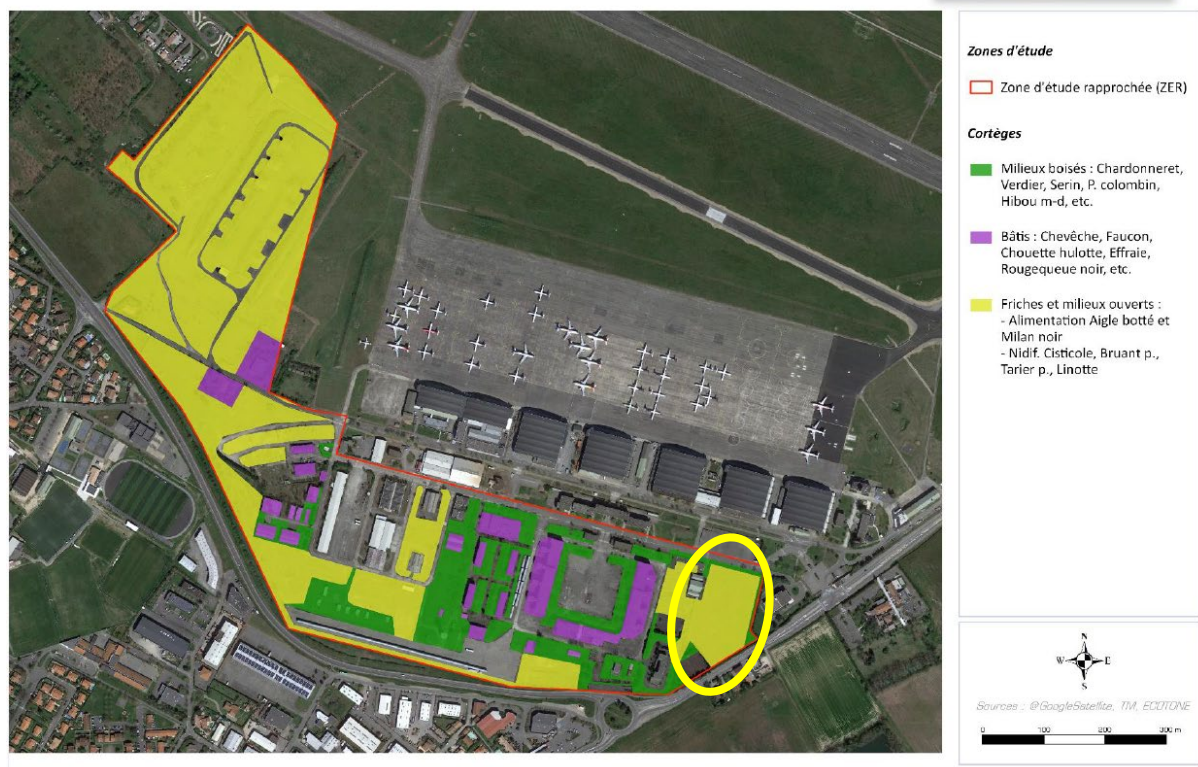 Zones d'étude
Zone d'étude rapprochée (ZER)
Cortèges
Milieux boisés : Chardonneret,
Verdier, Serin, P. colombin,
Hibou m-d, etc.
Bâtis : Chevêche, Faucon,
Chouette hulotte, Effraie,
Rougequeue noir, etc.
Friches et milieux ouverts :
- Alimentation Aigle botté et
Milan noir
- Nidif. Cisticole, Bruant p.,
Tarier p., Linotte
N
W E
S
Sources : @GoogleSatellite, TM, ECOTONE
0 100 200 300 m